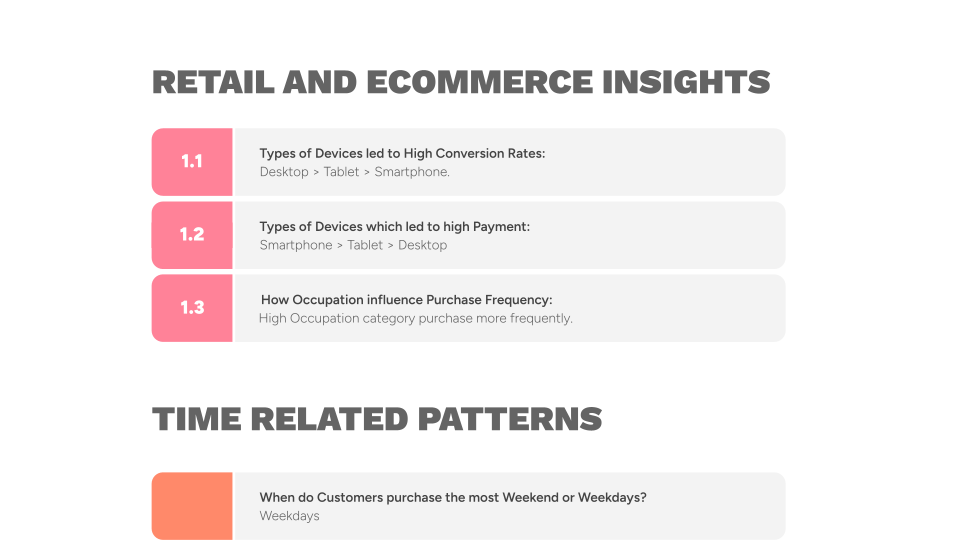 RETAIL AND ECOMMERCE INSIGHTS
1.1
Types of Devices led to High Conversion Rates:
Desktop > Tablet > Smartphone.
1.2
Types of Devices which led to high Payment:
Smartphone > Tablet > Desktop
1.3
How Occupation influence Purchase Frequency:
High Occupation category purchase more frequently.
TIME RELATED PATTERNS
When do Customers purchase the most Weekend or Weekdays?
Weekdays